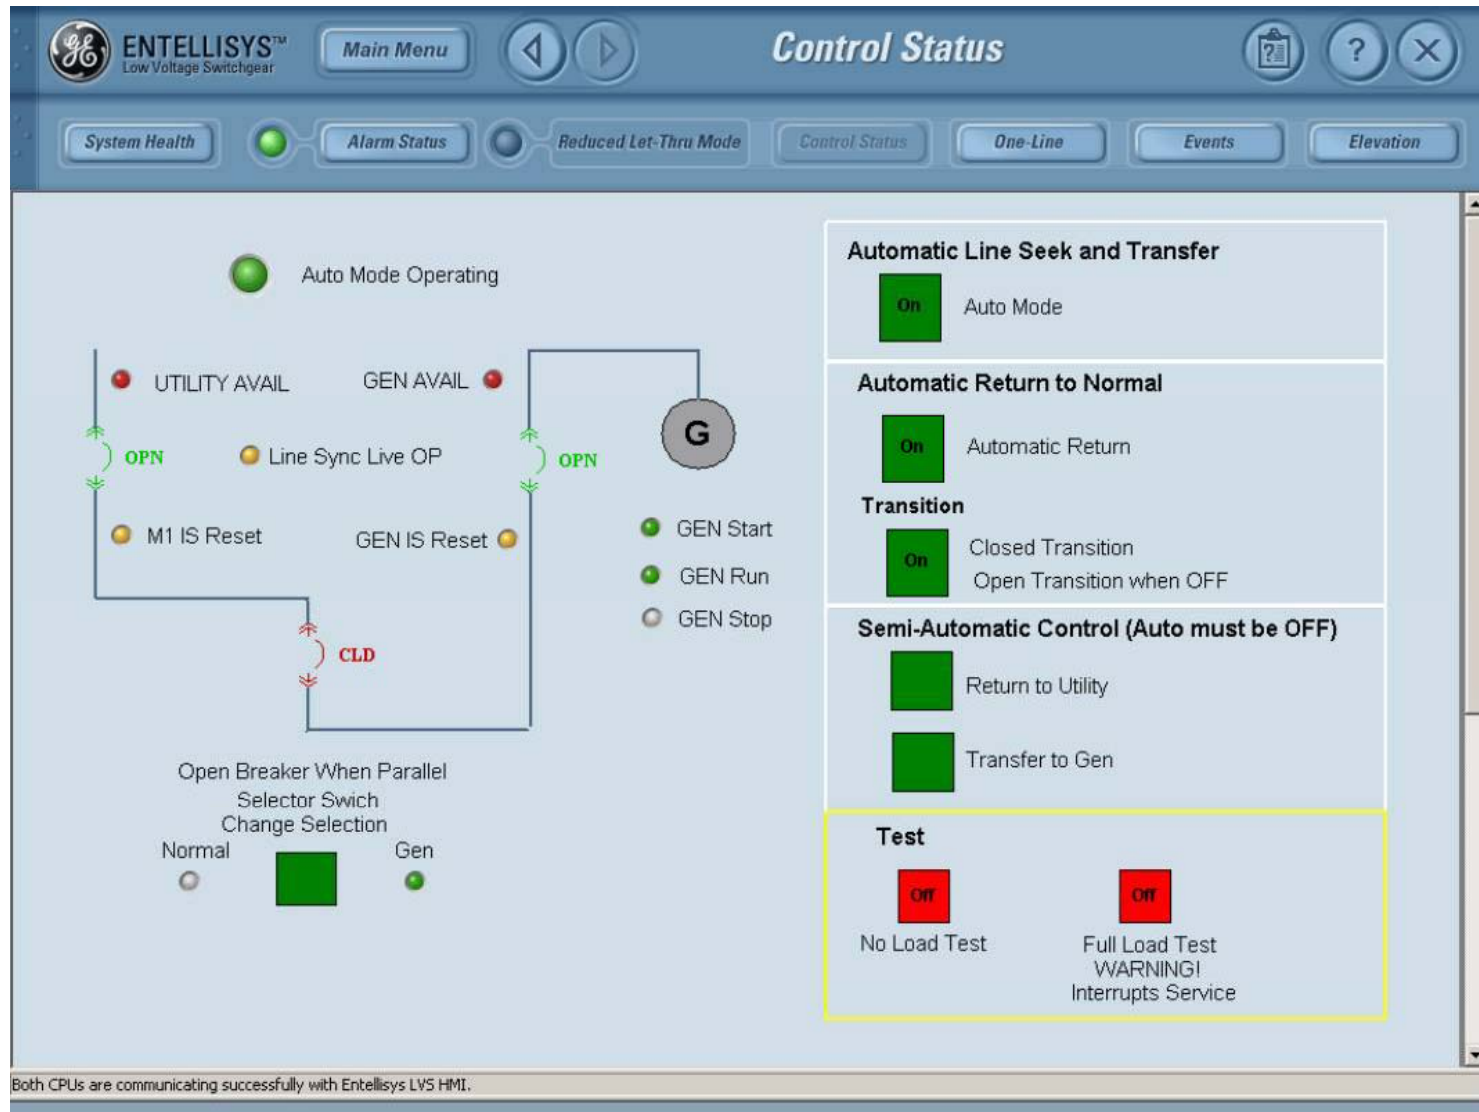 GE
ENTELLISYS™
Low Voltage Switchgear
Main Menu
Control Status
?
?
X
System Health
Alarm Status
Reduced Let-Thru Mode
Control Status
One-Line
Events
Elevation
Auto Mode Operating
UTILITY AVAIL
GEN AVAIL
OPN
Line Sync Live OP
OPN
G
M1 IS Reset
GEN IS Reset
GEN Start
GEN Run
GEN Stop
CLD
Open Breaker When Parallel
Selector Swich
Change Selection
Normal
Gen
Automatic Line Seek and Transfer
On
Auto Mode
Automatic Return to Normal
On
Automatic Return
Transition
On
Closed Transition
Open Transition when OFF
Semi-Automatic Control (Auto must be OFF)
Return to Utility
Transfer to Gen
Test
Off
Off
No Load Test
Full Load Test
WARNING!
Interrupts Service
Both CPUs are communicating successfully with Entellisys LVS HMI.